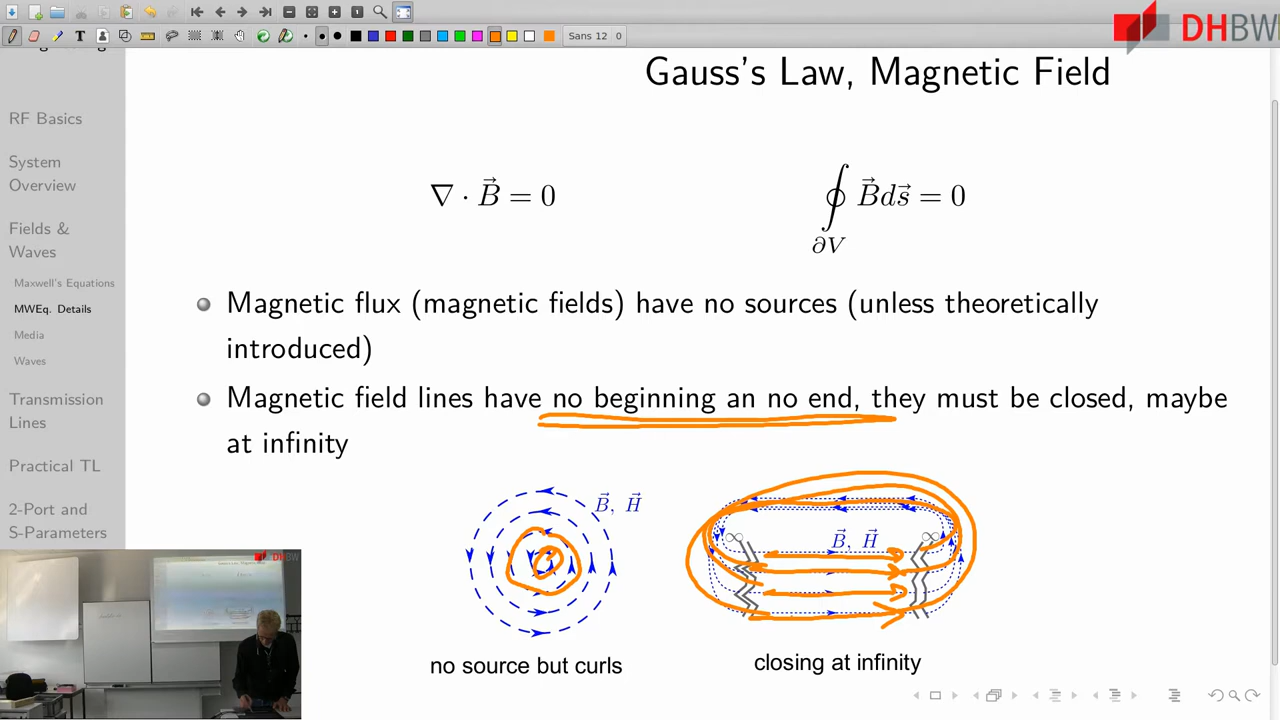 Sans 12 0
DHBW
Gauss's Law, Magnetic Field
RF Basics
System
Overview
Fields &
Waves
Maxwell's Equations
MWEq. Details
Media
Waves
Transmission
Lines
Practical TL
2-Port and
S-Parameters
∇ · B⃗ = 0
∮ B⃗ds⃗ = 0
∂V
Magnetic flux (magnetic fields) have no sources (unless theoretically
introduced)
Magnetic field lines have no beginning an no end, they must be closed, maybe
at infinity
B⃗, H⃗
∞ B⃗, H⃗ ∞
no source but curls
closing at infinity